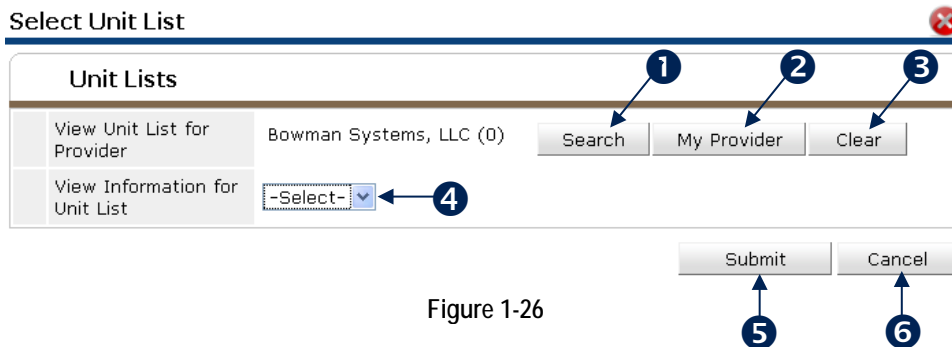 Select Unit List
Unit Lists
1 2 3
View Unit List for
Provider
Bowman Systems, LLC (0)
Search
My Provider
Clear
View Information for
Unit List
-Select-
4
Submit
Cancel
Figure 1-26
5 6